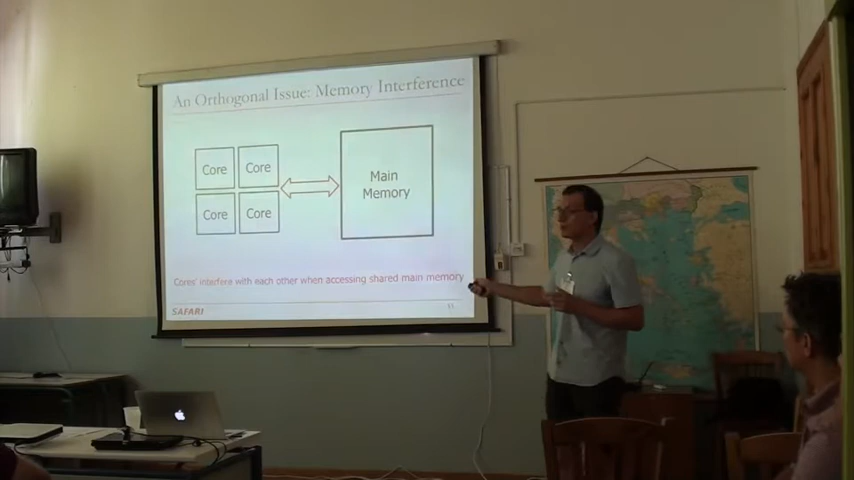 An Orthogonal Issue: Memory Interference
Core Core
Main
Memory
Core Core
Cores' interfere with each other when accessing shared main memory
SAFARI